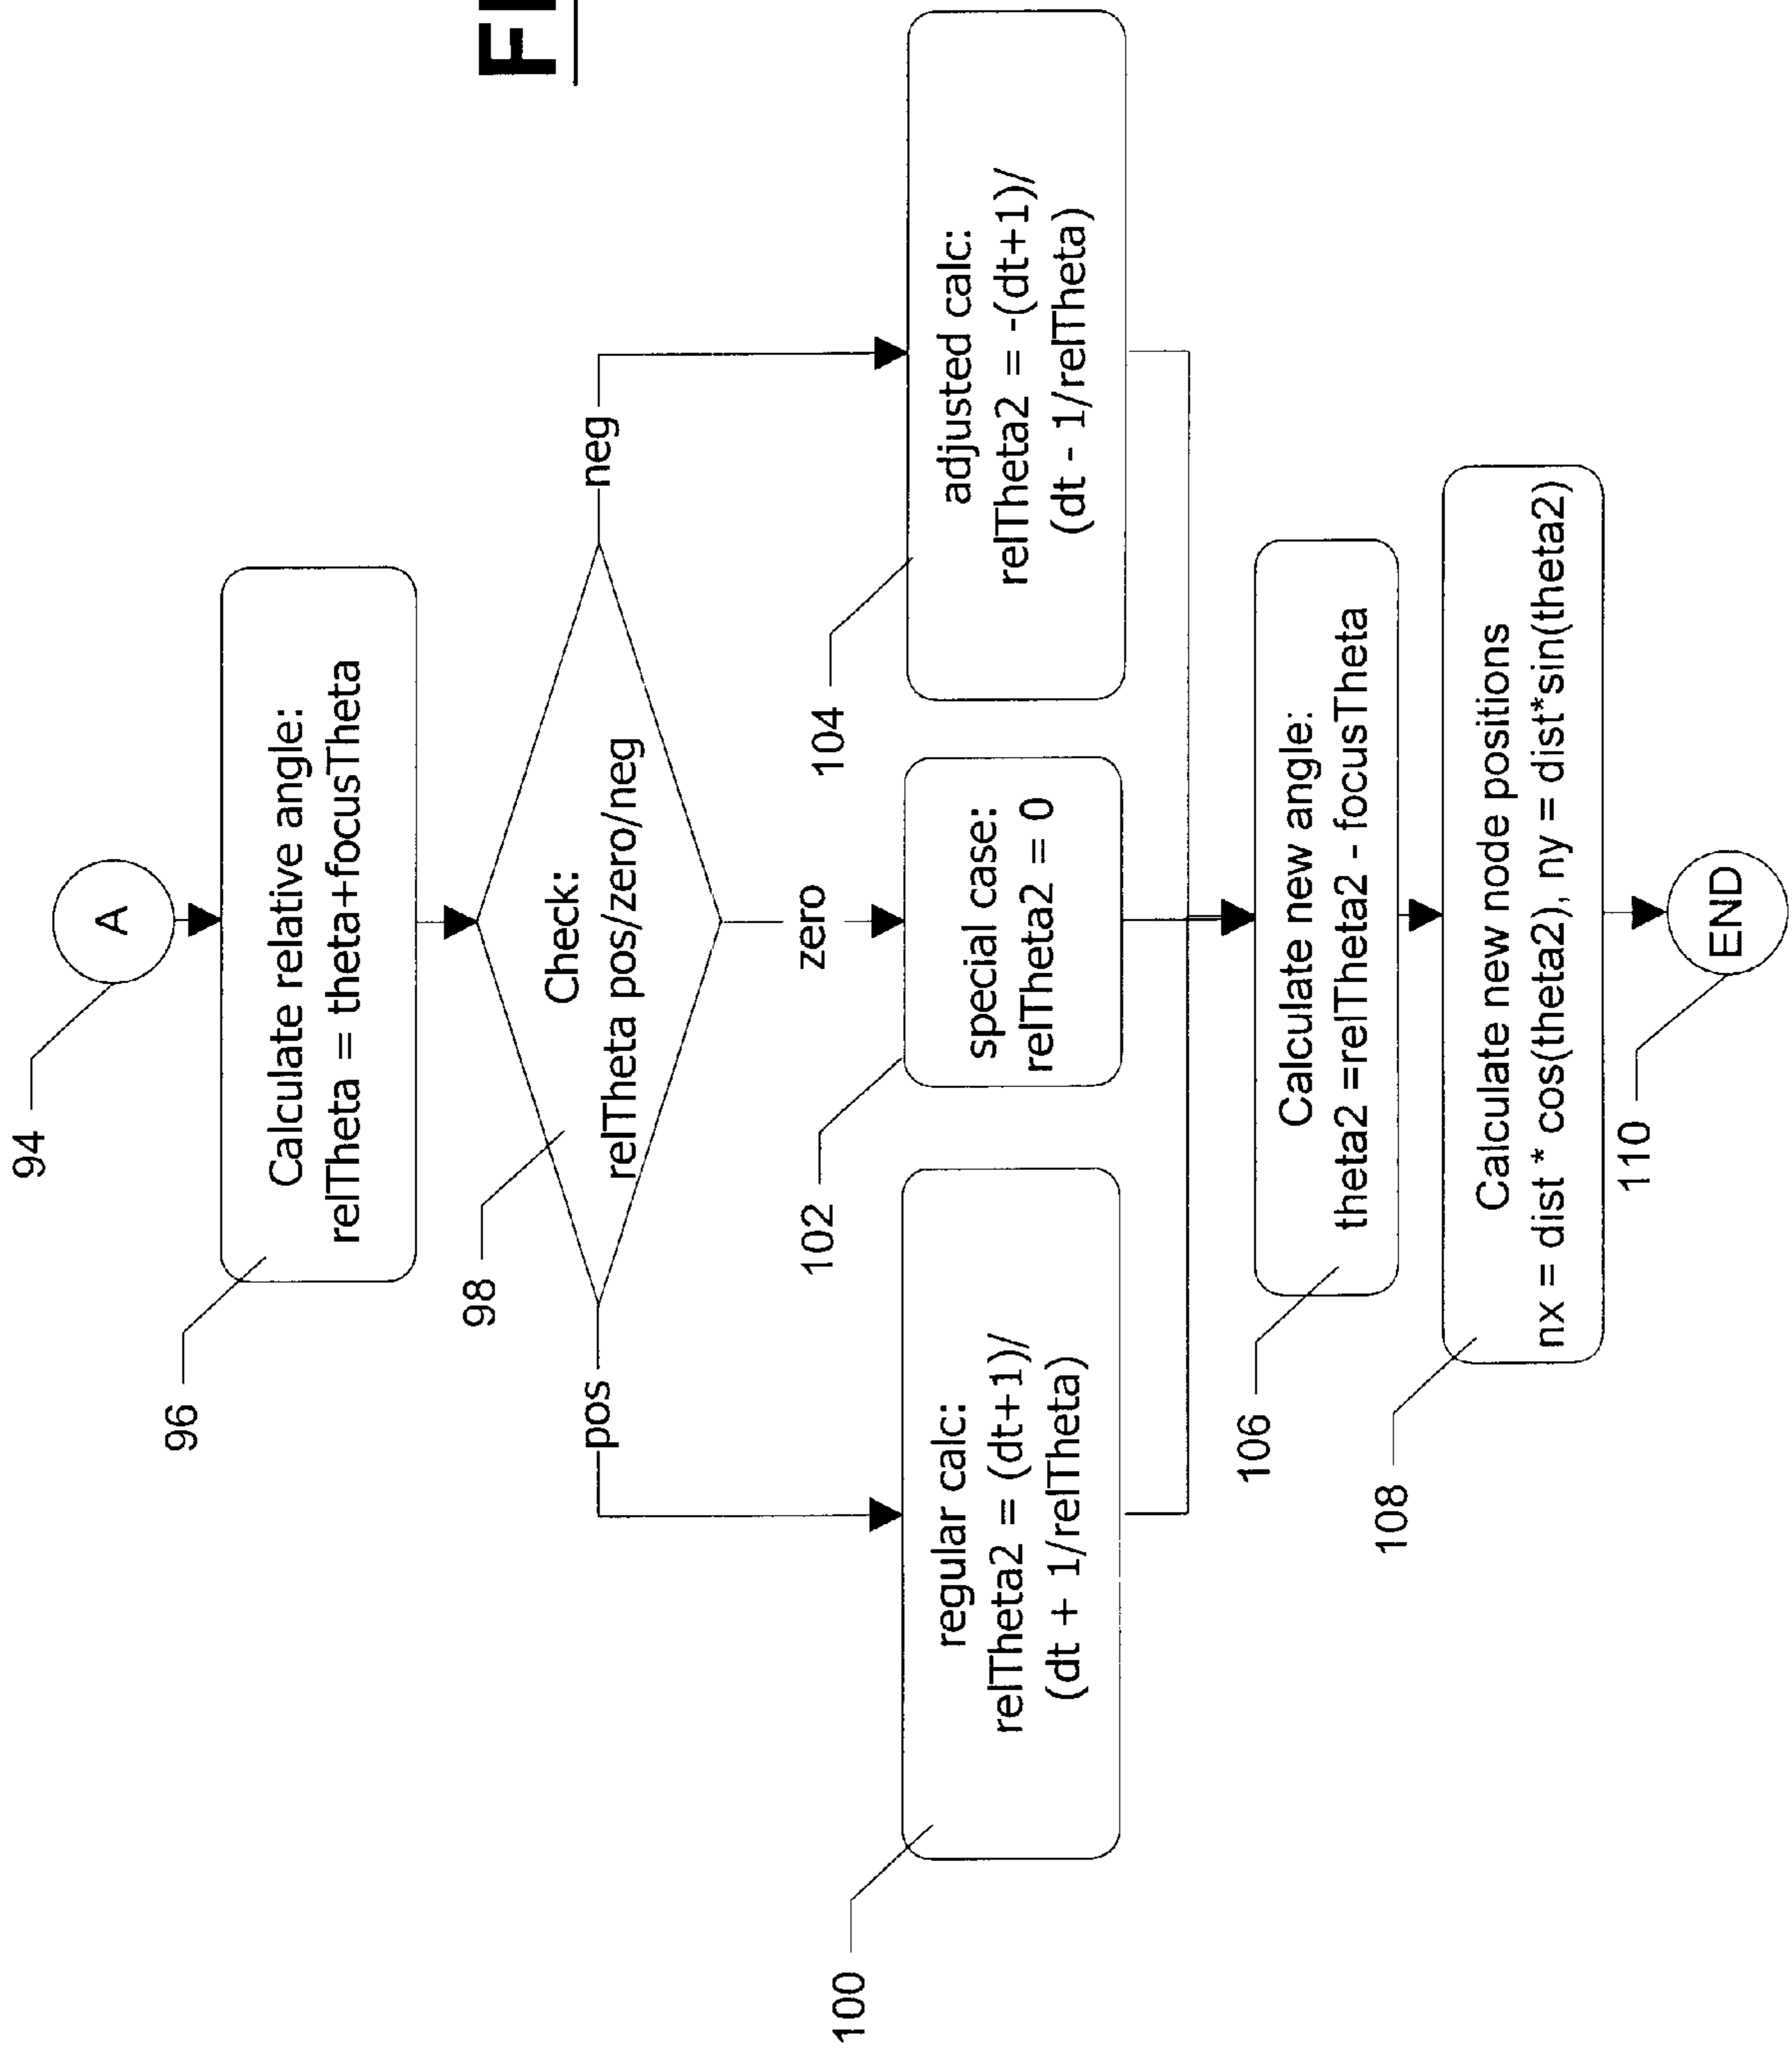 A
94
Calculate relative angle:
relTheta = theta+focusTheta
96
Check:
relTheta pos/zero/neg
98
pos
zero
neg
regular calc:
relTheta2 = (dt+1)/
(dt + 1/relTheta)
100
special case:
relTheta2 = 0
102
adjusted calc:
relTheta2 = -(dt+1)/
(dt - 1/relTheta)
104
Calculate new angle:
theta2 =relTheta2 - focusTheta
106
Calculate new node positions
nx = dist * cos(theta2), ny = dist*sin(theta2)
108
END
110